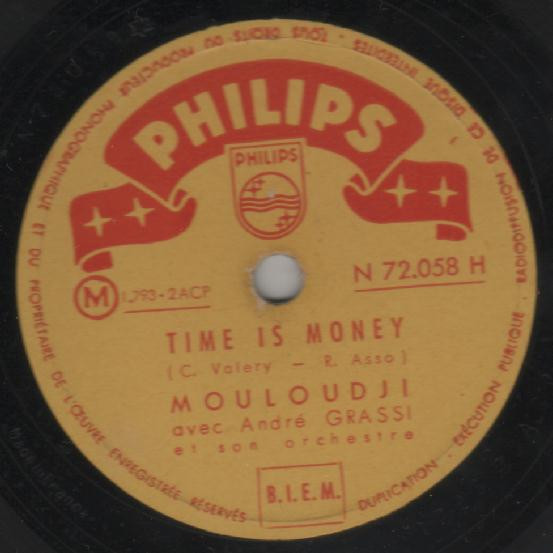 TOUS DROITS DU PRODUCTEUR PHONOGRAPHIQUE ET DU PROPRIÉTAIRE DE L'ŒUVRE ENREGISTRÉE RÉSERVÉS
DUPLICATION - EXÉCUTION PUBLIQUE - RADIODIFFUSION DE CE DISQUE INTERDITES
PHILIPS
PHILIPS
M 1.793-2ACP
N 72.058 H
TIME IS MONEY
(C. Valery — R. Asso)
MOULOUDJI
avec André GRASSI
et son orchestre
B.I.E.M.